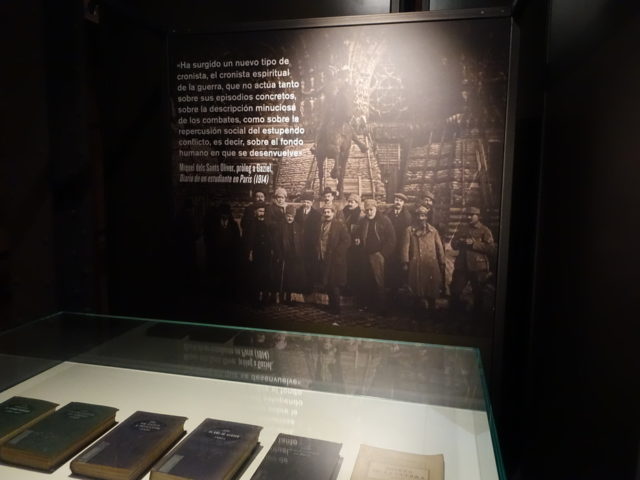 «Ha surgido un nuevo tipo de
cronista, el cronista espiritual
de la guerra, que no actúa tanto
sobre sus episodios concretos,
sobre la descripción minuciosa
de los combates, como sobre la
repercusión social del estupendo
conflicto, es decir, sobre el fondo
humano en que se desenvuelve»
Miquel dels Sants Oliver, pròleg a Gaziel,
Diario de un estudiante en París (1914)